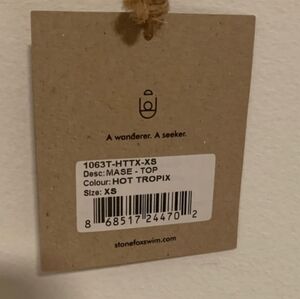 A wanderer. A seeker.
1063T-HTTX-XS
Desc: MASE - TOP
Colour: HOT TROPIX
Size: XS
8 68517 24470 2
stonefoxswim.com